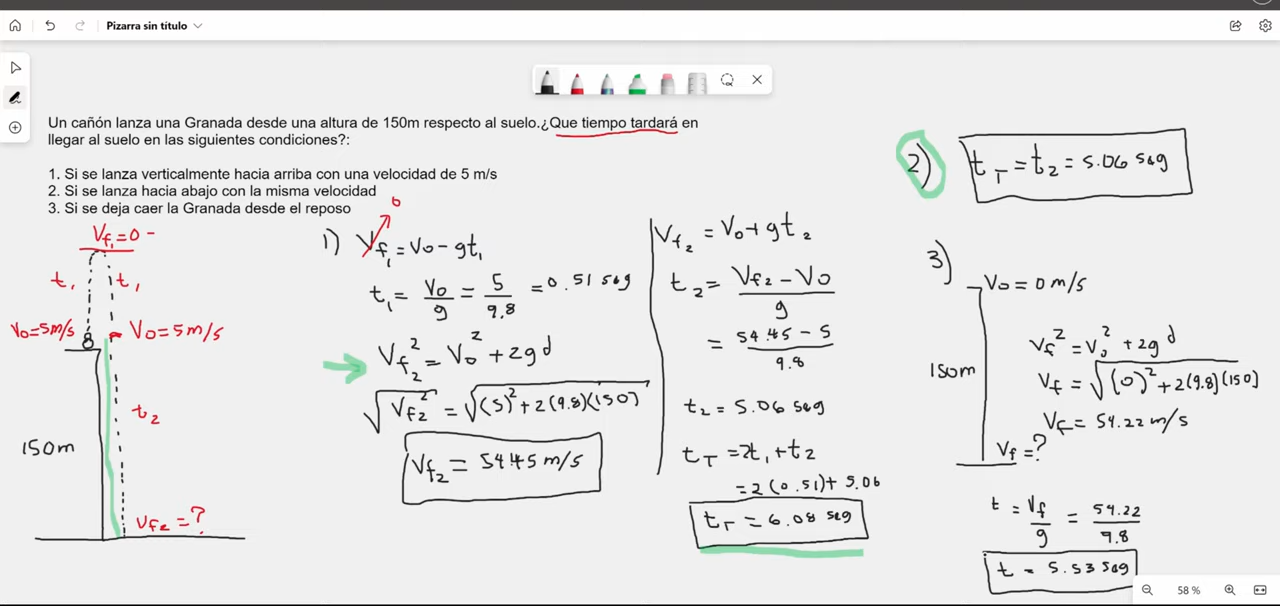 Pizarra sin título
Un cañón lanza una Granada desde una altura de 150m respecto al suelo.¿Que tiempo tardará en
llegar al suelo en las siguientes condiciones?:
1. Si se lanza verticalmente hacia arriba con una velocidad de 5 m/s
2. Si se lanza hacia abajo con la misma velocidad
3. Si se deja caer la Granada desde el reposo
Vf₁=0
t₁ t₁
Vo=5m/s Vo=5m/s
t₂
150m
Vf₂=?
1) Vf₁=Vo-gt₁
0
t₁=Vo/g=5/9.8=0.51 seg
Vf₂²=Vo²+2gd
√Vf₂²=√(5)²+2(9.8)(150)
Vf₂=54.45m/s
Vf₂=Vo+gt₂
t₂=Vf₂-Vo/g
=54.45-5/9.8
t₂=5.06 seg
tT=2t₁+t₂
=2(0.51)+5.06
tT=6.08 seg
2) tT=t₂=5.06 seg
3)
Vo=0m/s
Vf²=Vo²+2gd
150m
Vf=√(0)²+2(9.8)(150)
Vf=54.22m/s
Vf=?
t=Vf/g=54.22/9.8
t=5.53 seg
58 %